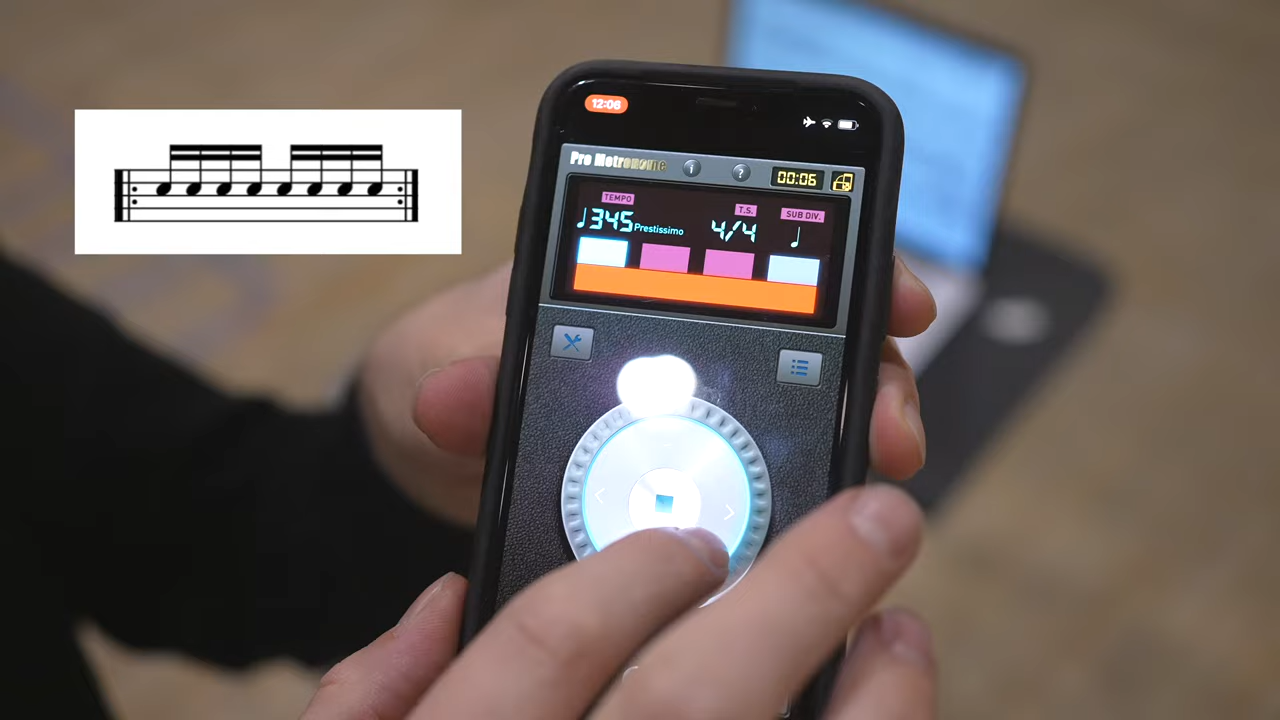 12:06
Pro Metronome
i
?
00:06
TEMPO
T.S.
SUB DIV.
♩345 Prestissimo
4/4
♩